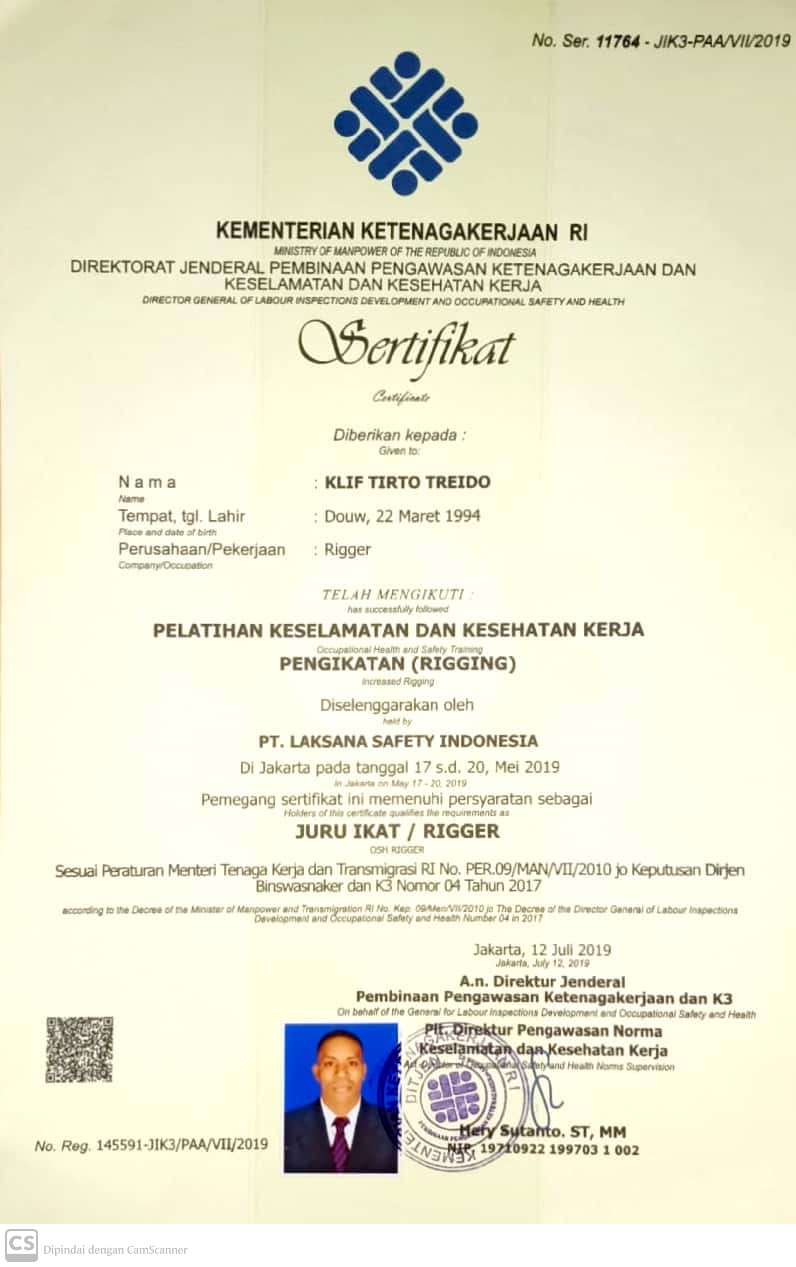 No. Ser. 11764 - JIK3-PAA/VII/2019
KEMENTERIAN KETENAGAKERJAAN RI
MINISTRY OF MANPOWER OF THE REPUBLIC OF INDONESIA
DIREKTORAT JENDERAL PEMBINAAN PENGAWASAN KETENAGAKERJAAN DAN
KESELAMATAN DAN KESEHATAN KERJA
DIRECTOR GENERAL OF LABOUR INSPECTIONS DEVELOPMENT AND OCCUPATIONAL SAFETY AND HEALTH
Sertifikat
Certificate
Diberikan kepada :
Given to:
Nama : KLIF TIRTO TREIDO
Name
Tempat, tgl. Lahir : Douw, 22 Maret 1994
Place and date of birth
Perusahaan/Pekerjaan : Rigger
Company/Occupation
TELAH MENGIKUTI :
has successfully followed
PELATIHAN KESELAMATAN DAN KESEHATAN KERJA
Occupational Health and Safety Training
PENGIKATAN (RIGGING)
Increased Rigging
Diselenggarakan oleh
held by
PT. LAKSANA SAFETY INDONESIA
Di Jakarta pada tanggal 17 s.d. 20, Mei 2019
In Jakarta on May 17 - 20, 2019
Pemegang sertifikat ini memenuhi persyaratan sebagai
Holders of this certificate qualifies the requirements as
JURU IKAT / RIGGER
OSH RIGGER
Sesuai Peraturan Menteri Tenaga Kerja dan Transmigrasi RI No. PER.09/MAN/VII/2010 jo Keputusan Dirjen
Binswasnaker dan K3 Nomor 04 Tahun 2017
according to the Decree of the Minister of Manpower and Transmigration RI No. Kep. 09/Men/VII/2010 jo The Decree of the Director General of Labour Inspections
Development and Occupational Safety and Health Number 04 in 2017
Jakarta, 12 Juli 2019
Jakarta, July 12, 2019
A.n. Direktur Jenderal
Pembinaan Pengawasan Ketenagakerjaan dan K3
On behalf of the General for Labour Inspections Development and Occupational Safety and Health
Plt. Direktur Pengawasan Norma
Keselamatan dan Kesehatan Kerja
Act. Director of Occupational Safety and Health Norms Supervision
Hery Sutanto. ST, MM
NIP. 19710922 199703 1 002
No. Reg. 145591-JIK3/PAA/VII/2019
CS Dipindai dengan CamScanner